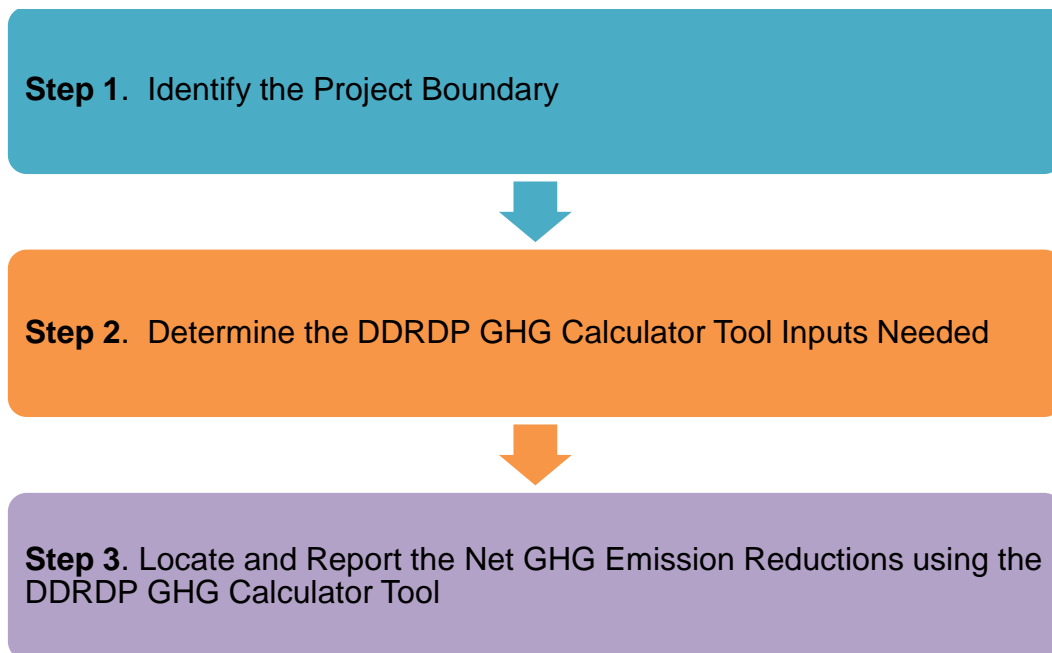 Step 1.  Identify the Project Boundary
Step 2.  Determine the DDRDP GHG Calculator Tool Inputs Needed
Step 3. Locate and Report the Net GHG Emission Reductions using the
DDRDP GHG Calculator Tool